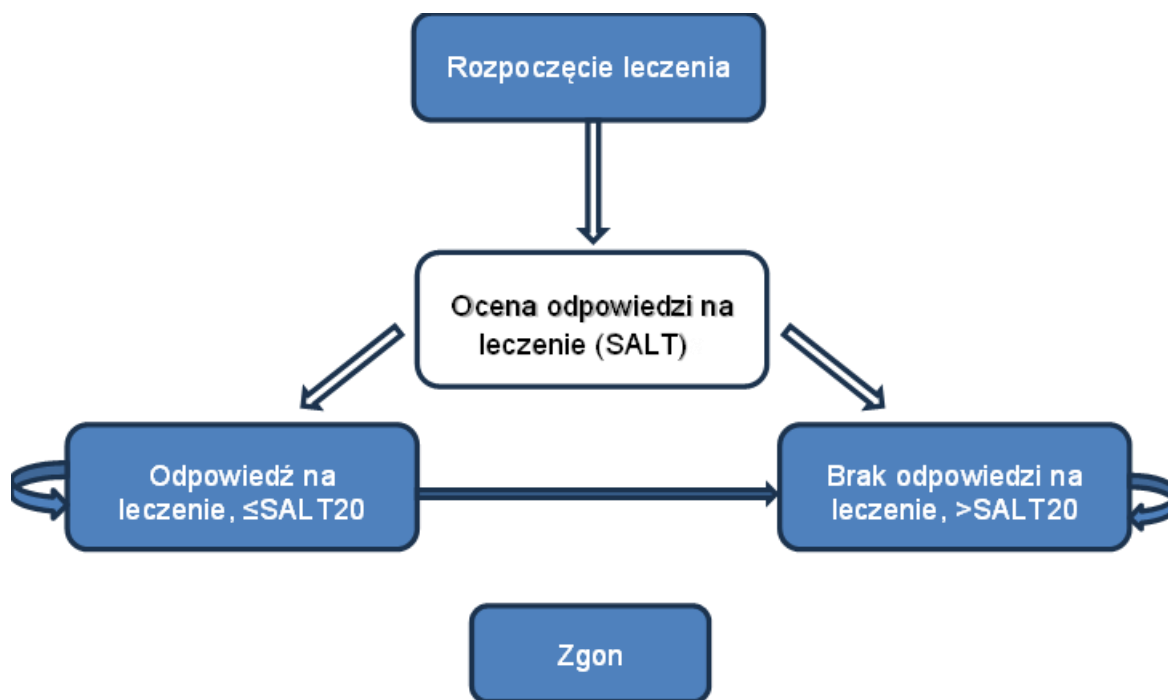 Rozpoczęcie leczenia
Ocena odpowiedzi na
leczenie (SALT)
Odpowiedź na
leczenie, ≤SALT20
Brak odpowiedzi na
leczenie, >SALT20
Zgon